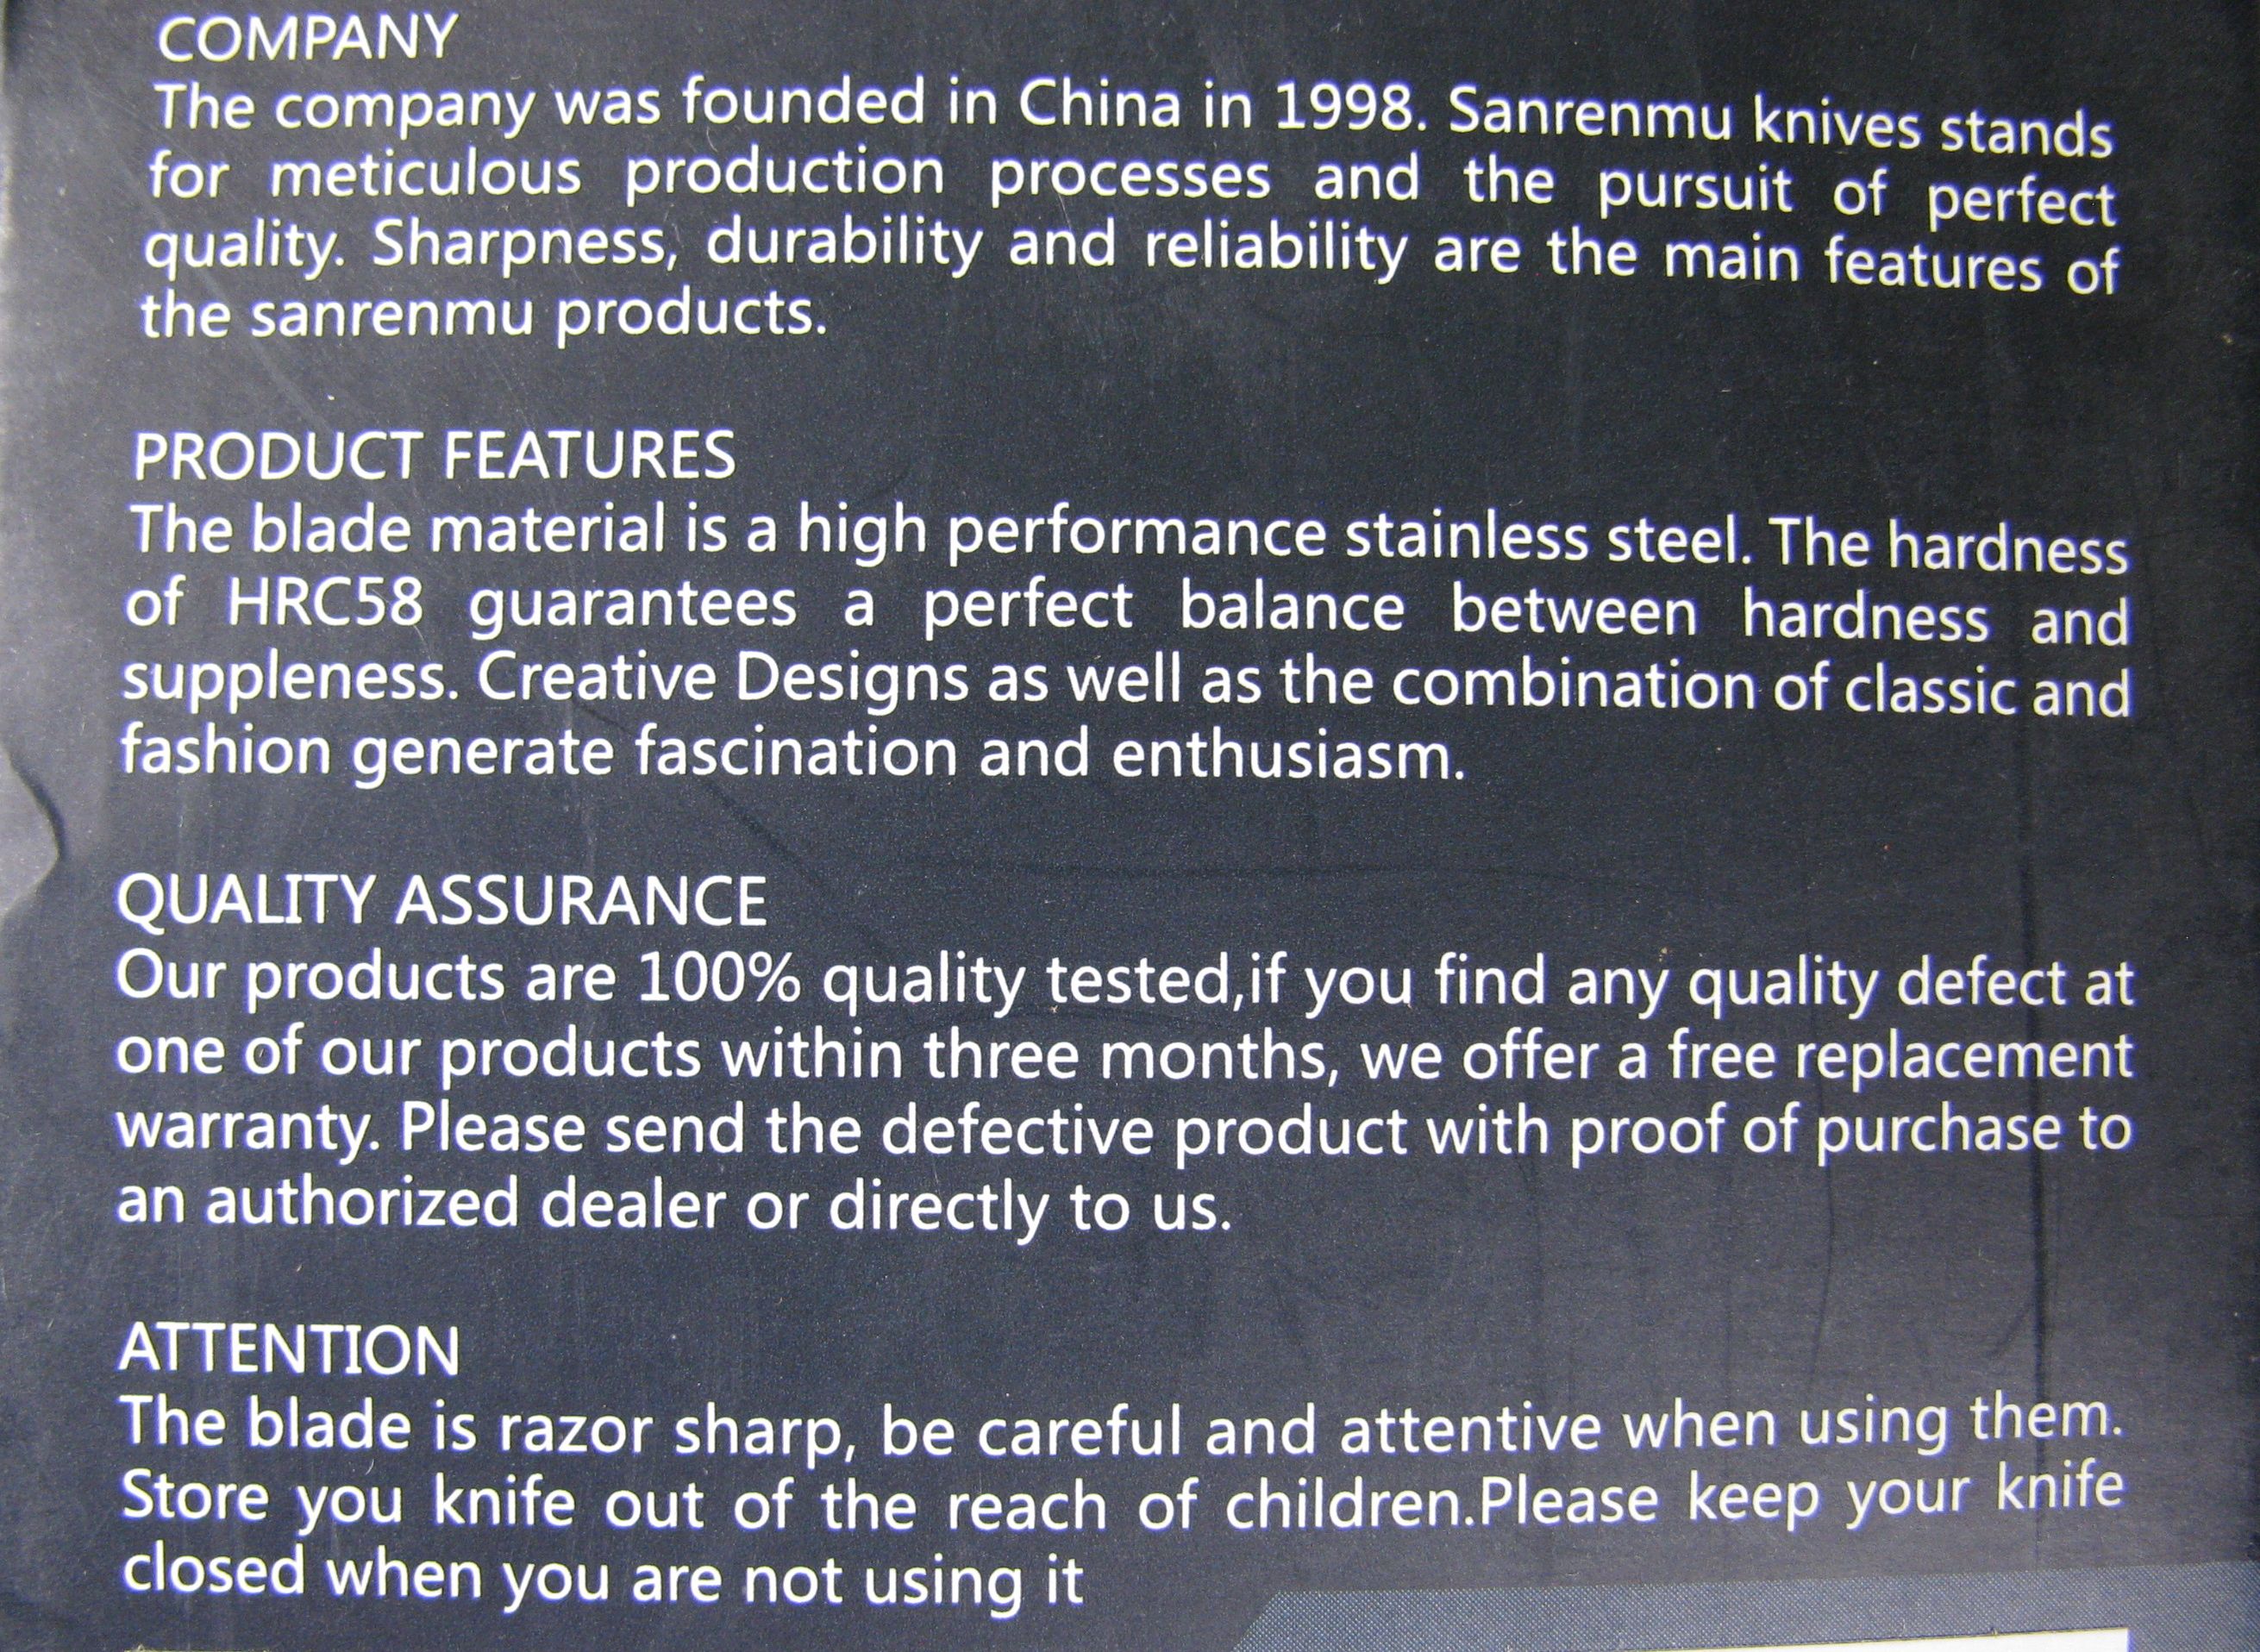 COMPANY
The company was founded in China in 1998. Sanrenmu knives stands
for meticulous production processes and the pursuit of perfect
quality. Sharpness, durability and reliability are the main features of
the sanrenmu products.
PRODUCT FEATURES
The blade material is a high performance stainless steel. The hardness
of HRC58 guarantees a perfect balance between hardness and
suppleness. Creative Designs as well as the combination of classic and
fashion generate fascination and enthusiasm.
QUALITY ASSURANCE
Our products are 100% quality tested,if you find any quality defect at
one of our products within three months, we offer a free replacement
warranty. Please send the defective product with proof of purchase to
an authorized dealer or directly to us.
ATTENTION
The blade is razor sharp, be careful and attentive when using them.
Store you knife out of the reach of children.Please keep your knife
closed when you are not using it